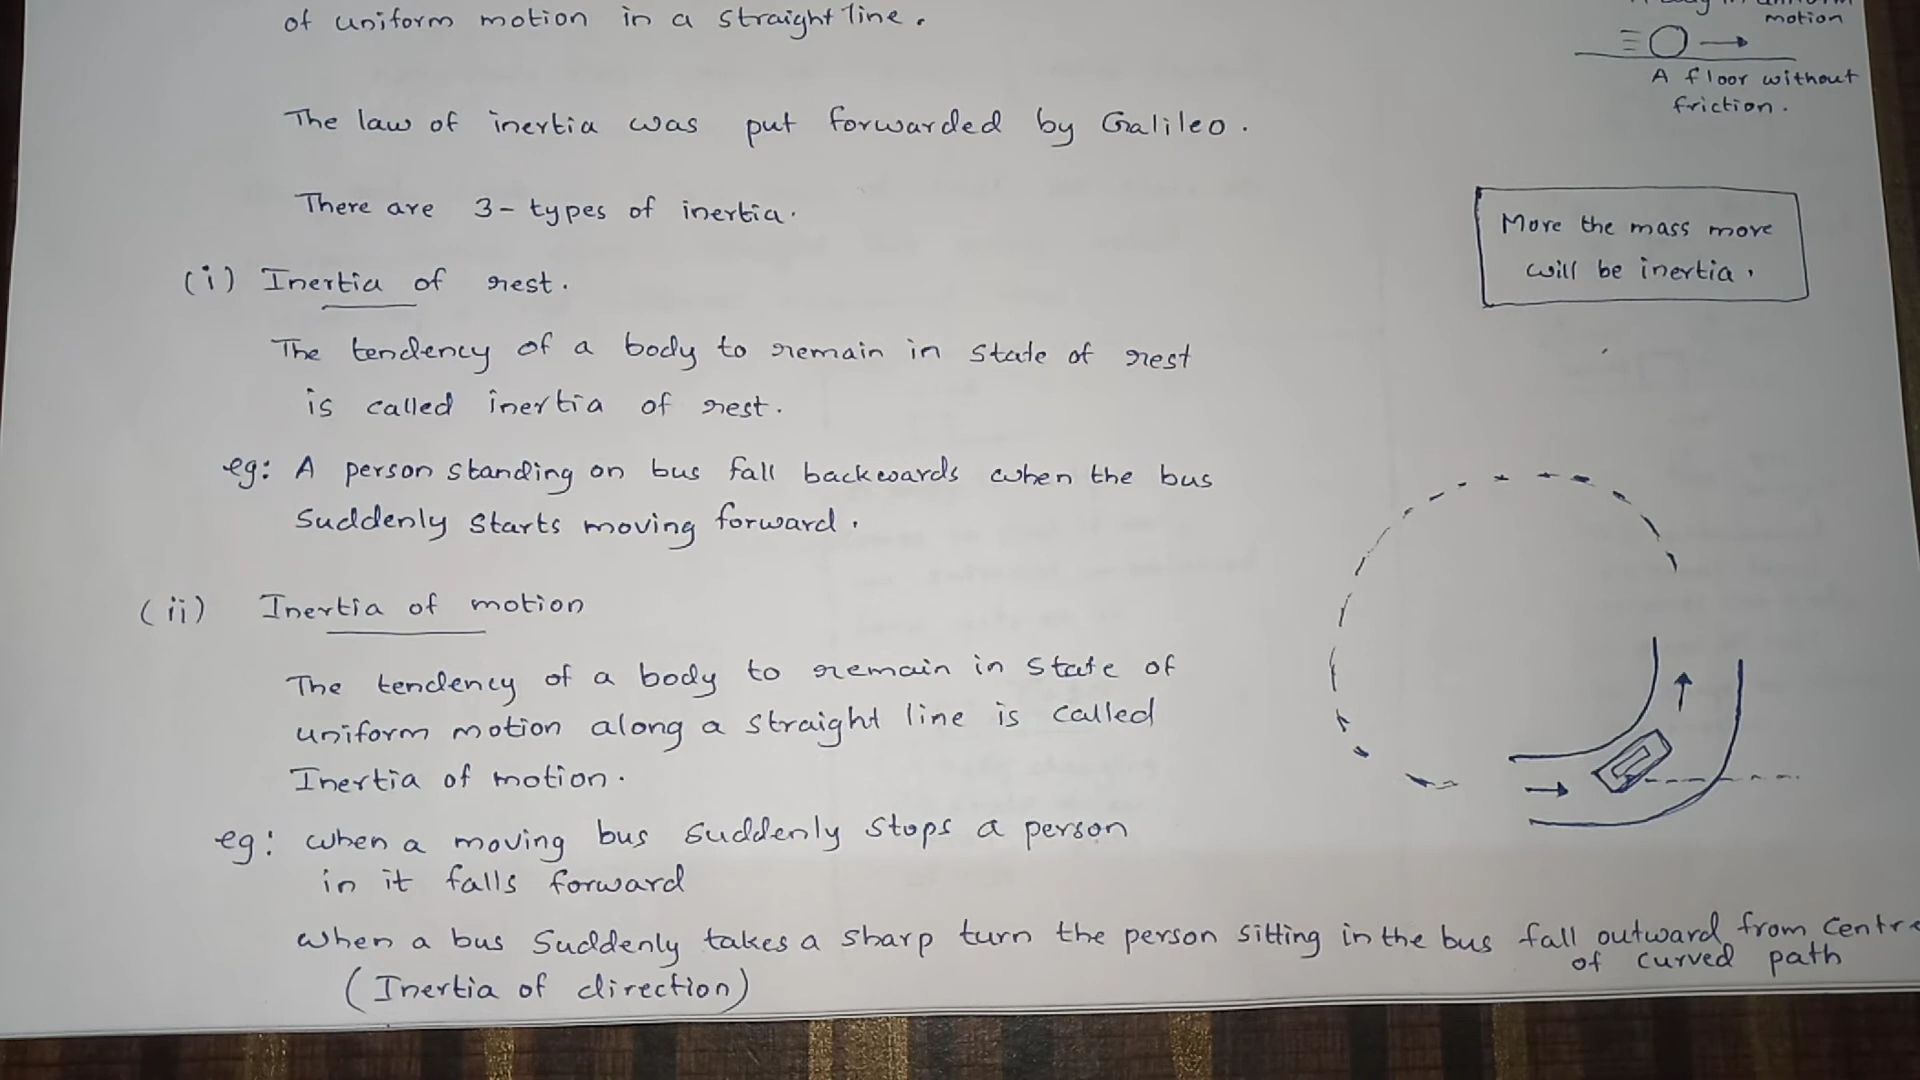 of uniform motion in a straight line.
motion
A floor without
friction.
The law of inertia was put forwarded by Galileo.
There are 3- types of inertia.
More the mass more
will be inertia.
(i) Inertia of rest.
The tendency of a body to remain in state of rest
is called inertia of rest.
eg: A person standing on bus fall backwards when the bus
Suddenly starts moving forward.
(ii) Inertia of motion
The tendency of a body to remain in state of
uniform motion along a straight line is called
Inertia of motion.
eg: when a moving bus suddenly stops a person
in it falls forward
when a bus Suddenly takes a sharp turn the person sitting in the bus fall outward from Centre
of curved path
(Inertia of direction)